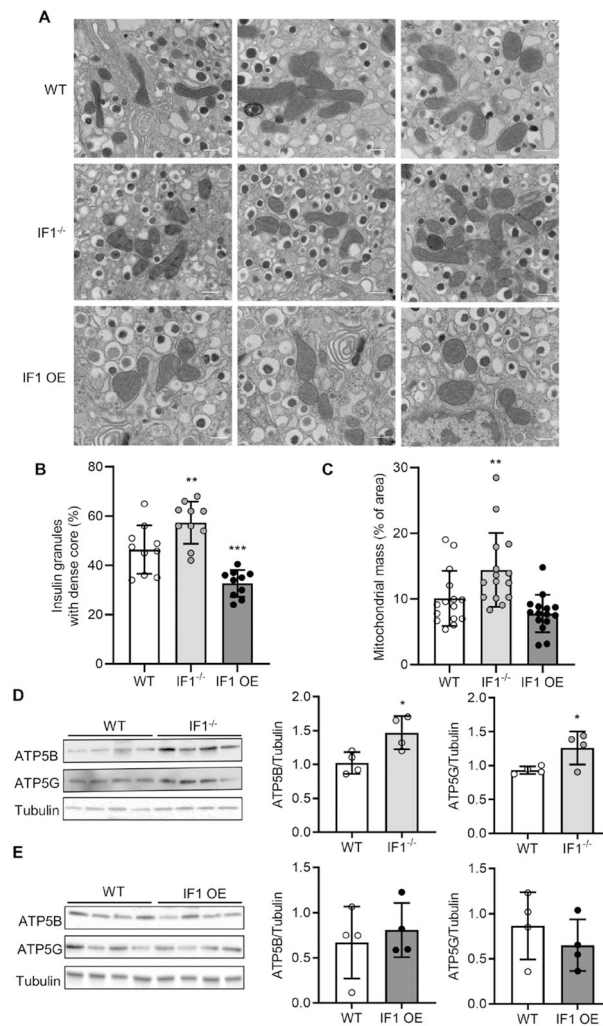 A
WT
IF1-/-
IF1 OE
B
Insulin granules
with dense core (%)
80
60
40
20
0
**
***
WT
IF1-/-
IF1 OE
C
Mitochondrial mass (% of area)
30
20
10
0
**
WT
IF1-/-
IF1 OE
D
WT
IF1-/-
ATP5B
ATP5G
Tubulin
ATP5B/Tubulin
2.0
1.5
1.0
0.5
0.0
*
WT
IF1-/-
ATP5G/Tubulin
2.0
1.5
1.0
0.5
0.0
*
WT
IF1-/-
E
WT
IF1 OE
ATP5B
ATP5G
Tubulin
ATP5B/Tubulin
1.5
1.0
0.5
0.0
WT
IF1 OE
ATP5G/Tubulin
1.5
1.0
0.5
0.0
WT
IF1 OE